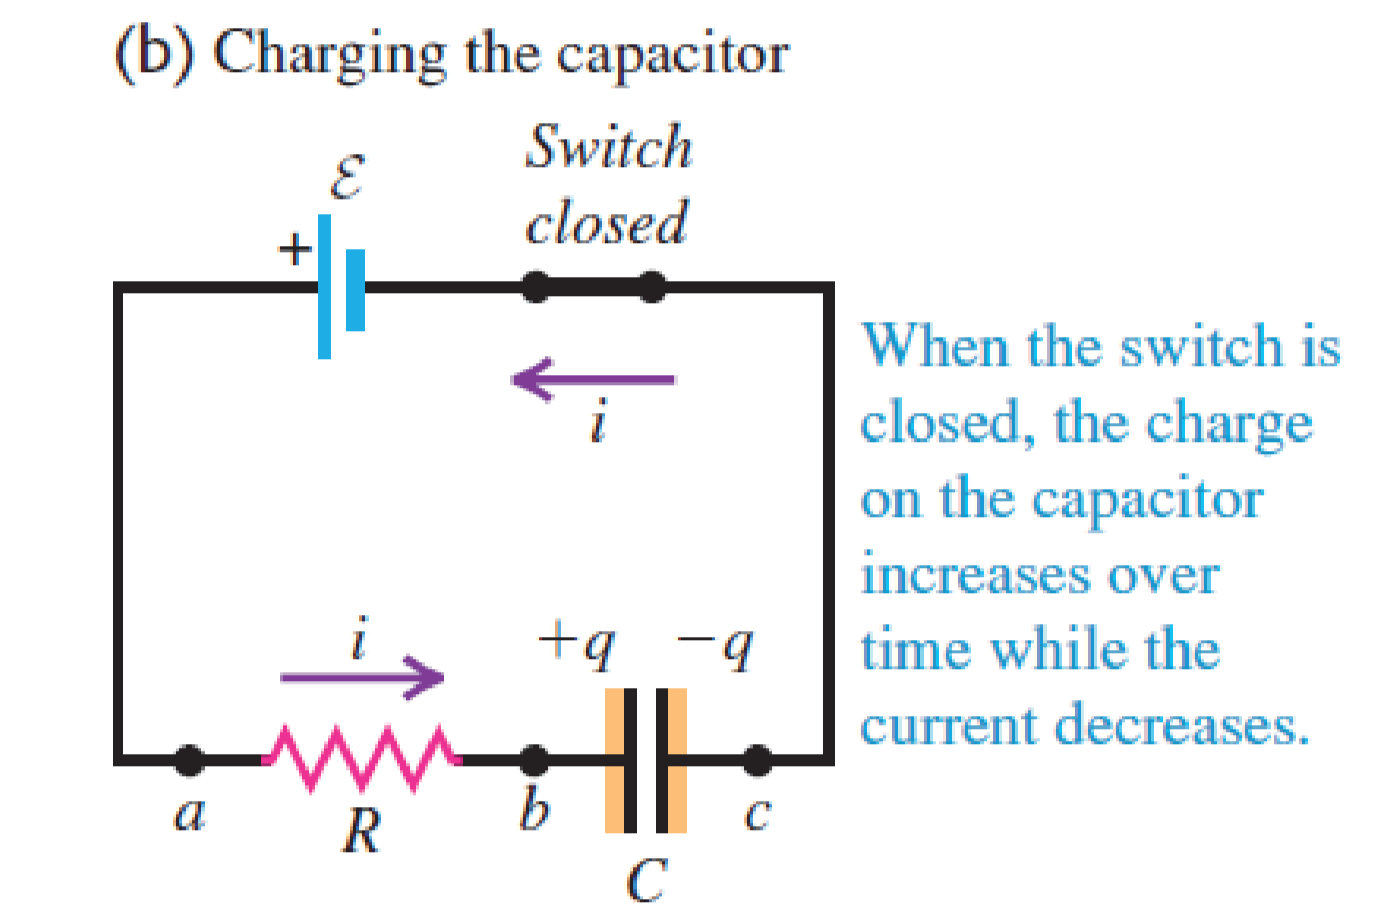 (b) Charging the capacitor
Switch
closed
ℰ
+
i
When the switch is
closed, the charge
on the capacitor
increases over
time while the
current decreases.
i
+q −q
a
R
b
C
c